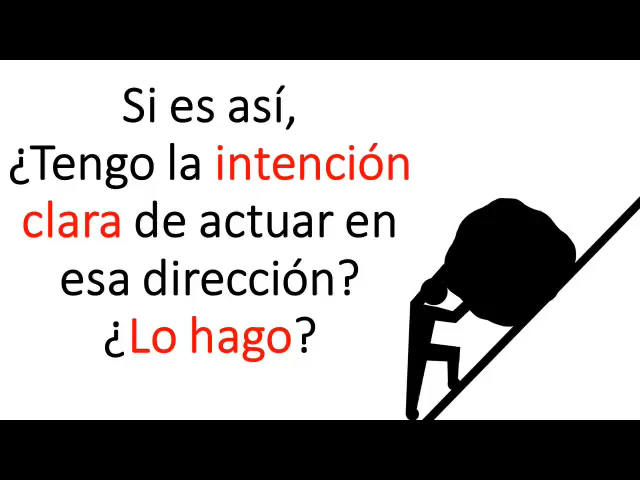 Si es así,
¿Tengo la intención
clara de actuar en
esa dirección?
¿Lo hago?